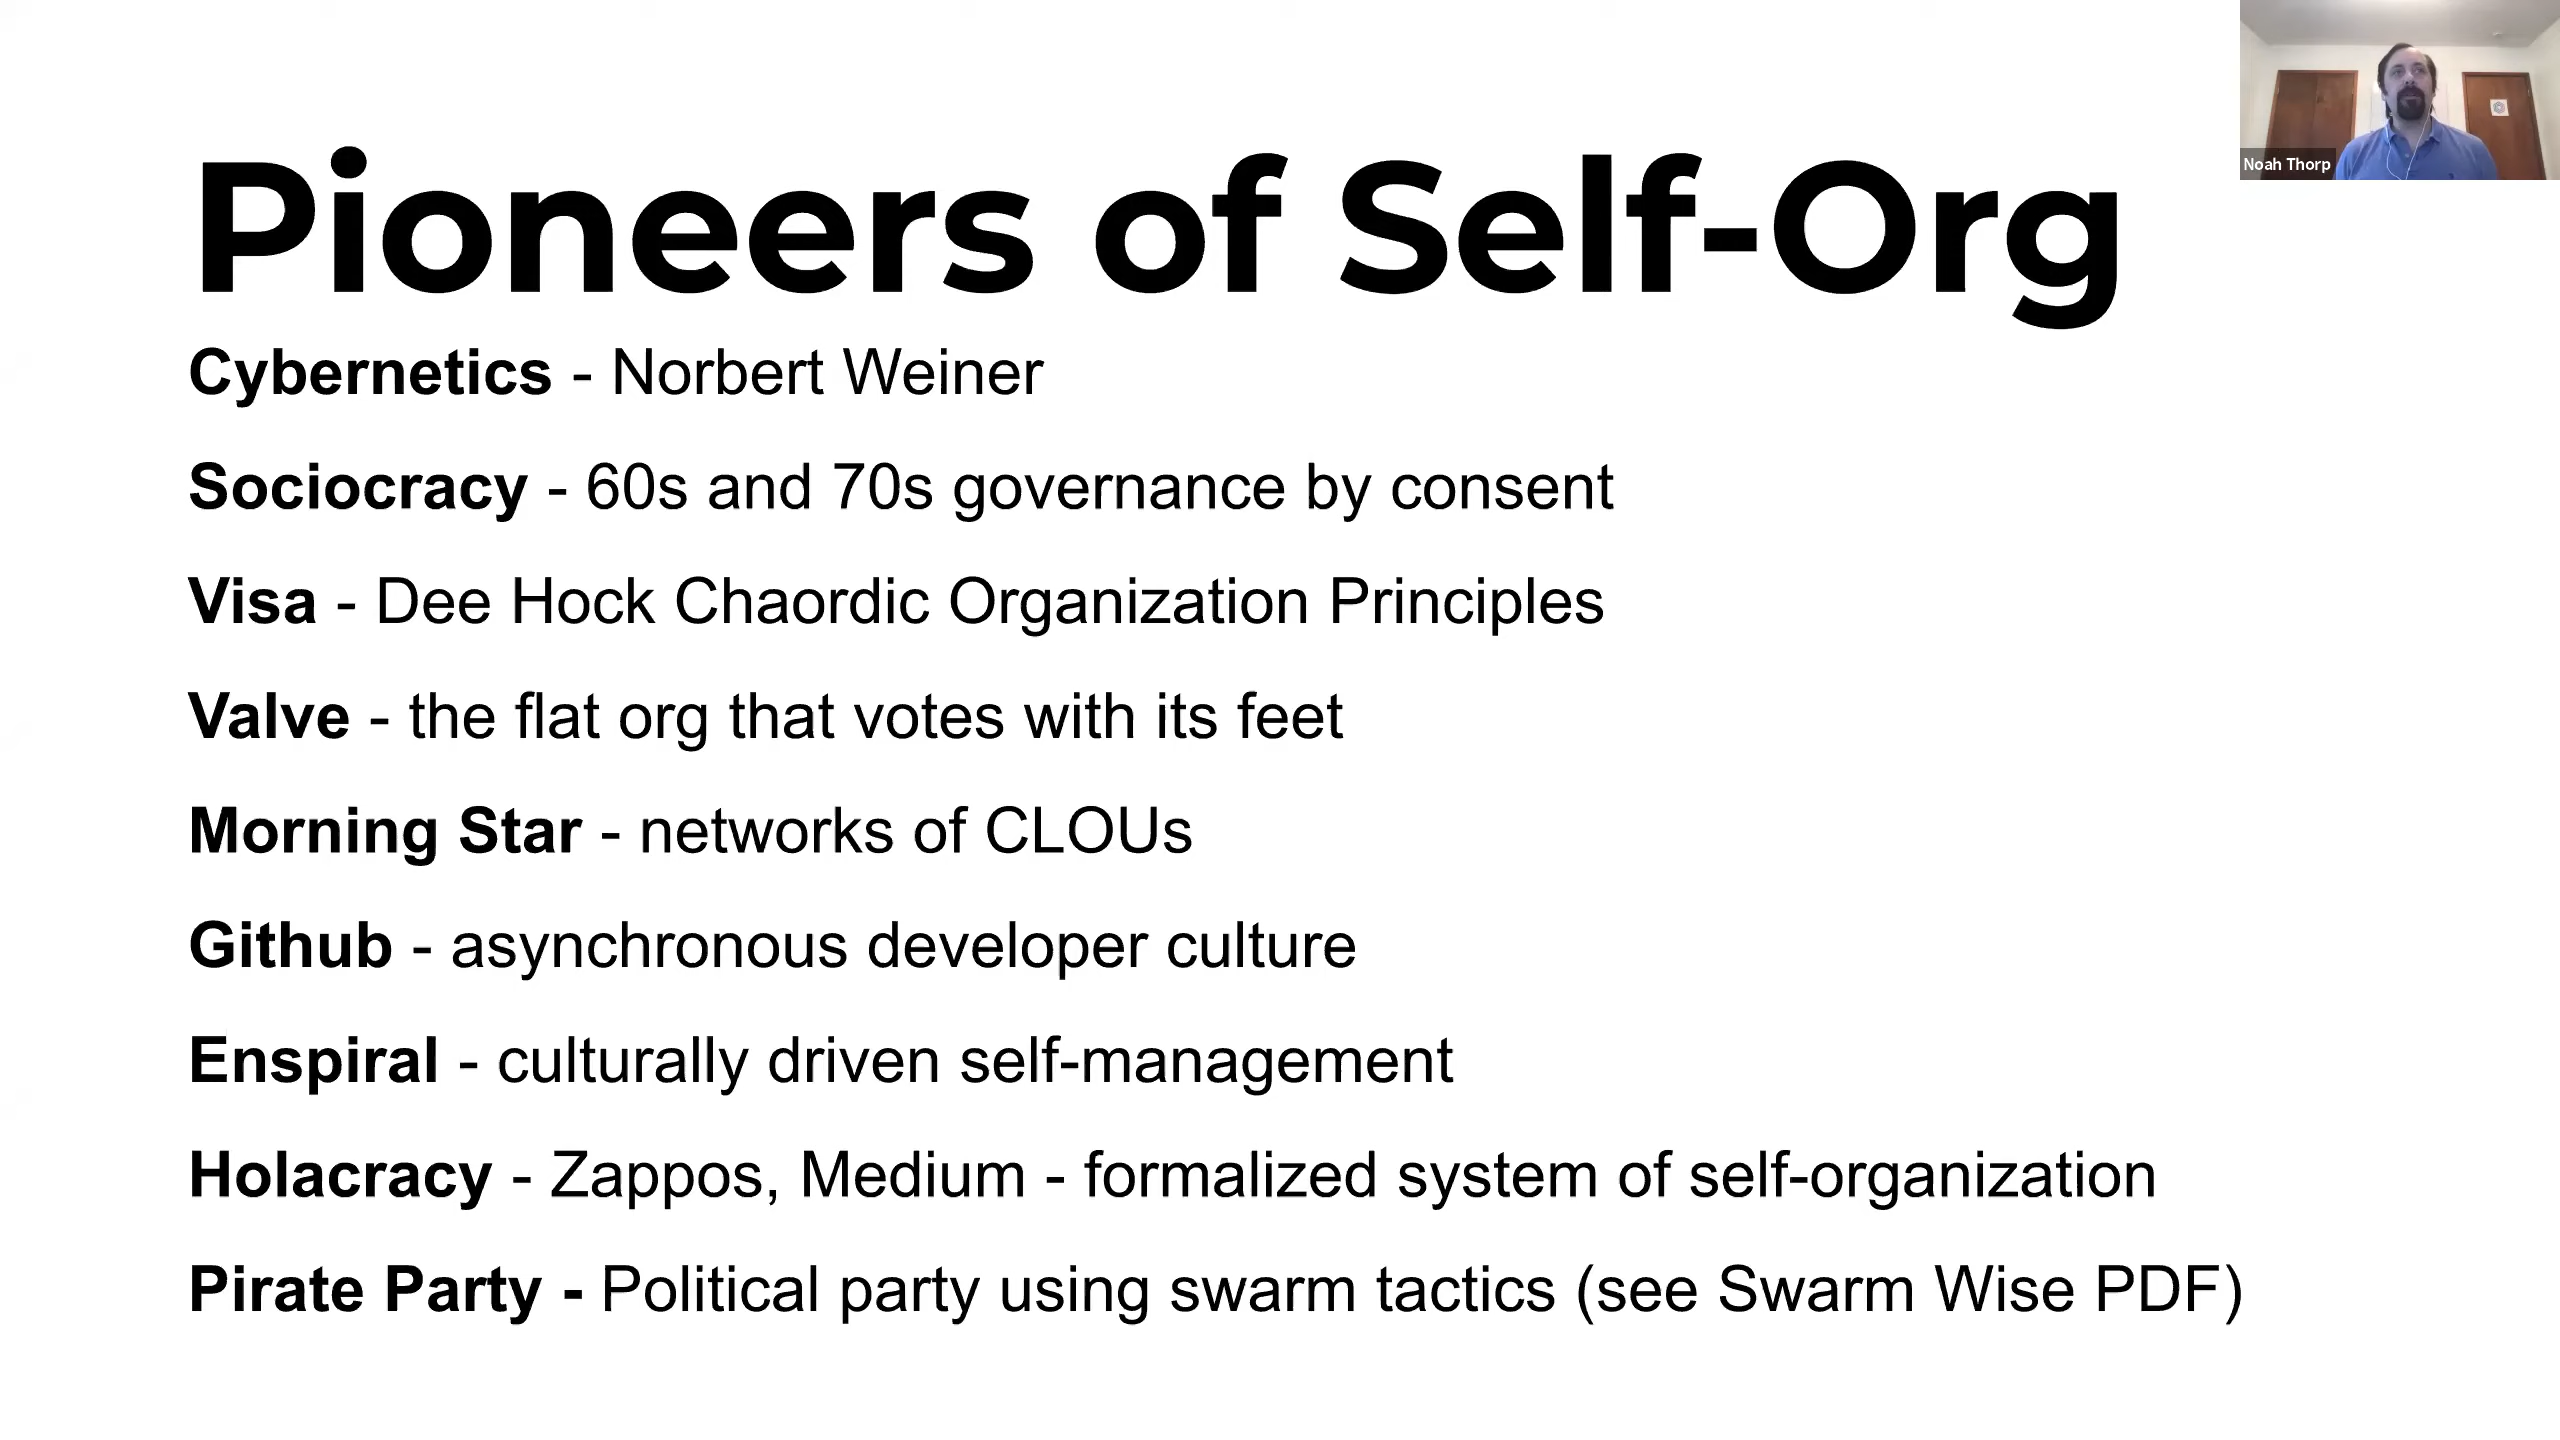 Noah Thorp
Pioneers of Self-Org
Cybernetics - Norbert Weiner
Sociocracy - 60s and 70s governance by consent
Visa - Dee Hock Chaordic Organization Principles
Valve - the flat org that votes with its feet
Morning Star - networks of CLOUs
Github - asynchronous developer culture
Enspiral - culturally driven self-management
Holacracy - Zappos, Medium - formalized system of self-organization
Pirate Party - Political party using swarm tactics (see Swarm Wise PDF)